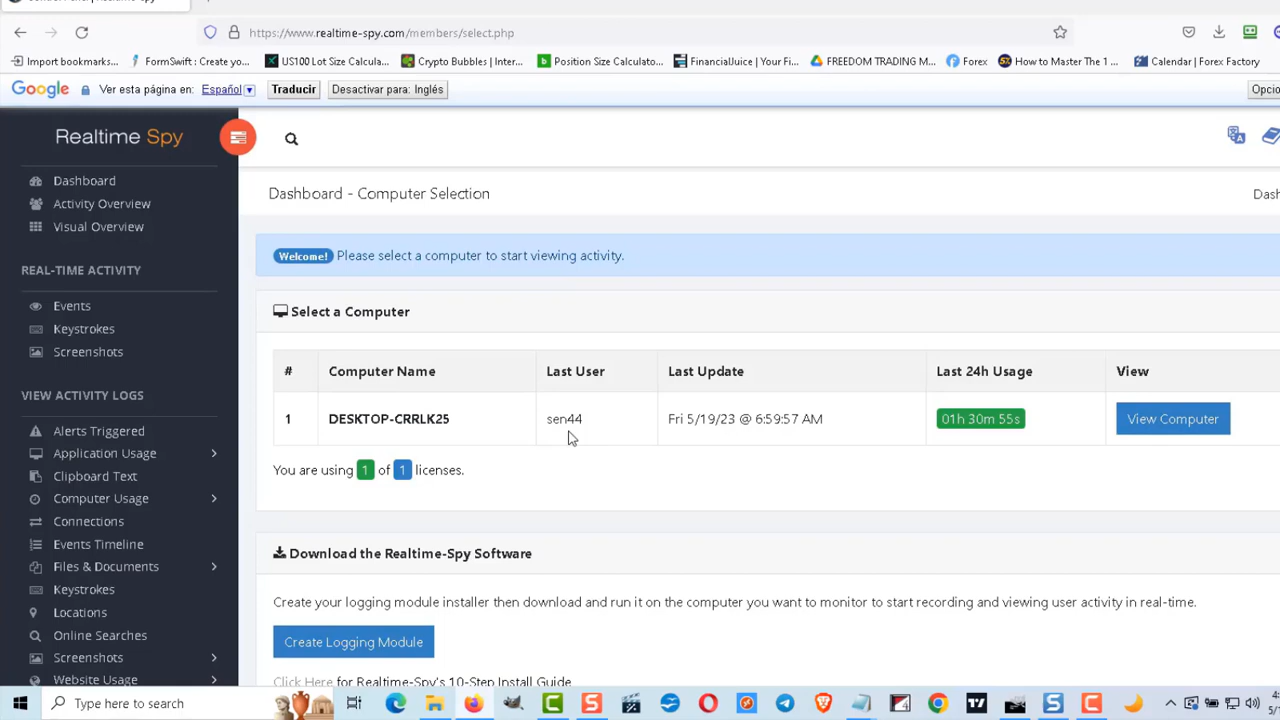 https://www.realtime-spy.com/members/select.php
Import bookmarks...
FormSwift : Create yo...
US100 Lot Size Calcula...
Crypto Bubbles | Inter...
Position Size Calculato...
FinancialJuice | Your Fi...
FREEDOM TRADING M...
Forex
How to Master The 1 ...
Calendar | Forex Factory
Google
Ver esta página en:
Español
Traducir
Desactivar para: Inglés
Opcio
Realtime Spy
Dashboard
Activity Overview
Visual Overview
REAL-TIME ACTIVITY
Events
Keystrokes
Screenshots
VIEW ACTIVITY LOGS
Alerts Triggered
Application Usage
Clipboard Text
Computer Usage
Connections
Events Timeline
Files & Documents
Keystrokes
Locations
Online Searches
Screenshots
Website Usage
Dashboard - Computer Selection
Dash
Welcome! Please select a computer to start viewing activity.
Select a Computer
# Computer Name Last User Last Update Last 24h Usage View
1 DESKTOP-CRRLK25 sen44 Fri 5/19/23 @ 6:59:57 AM 01h 30m 55s View Computer
You are using 1 of 1 licenses.
Download the Realtime-Spy Software
Create your logging module installer then download and run it on the computer you want to monitor to start recording and viewing user activity in real-time.
Create Logging Module
Click Here for Realtime-Spy's 10-Step Install Guide
Type here to search